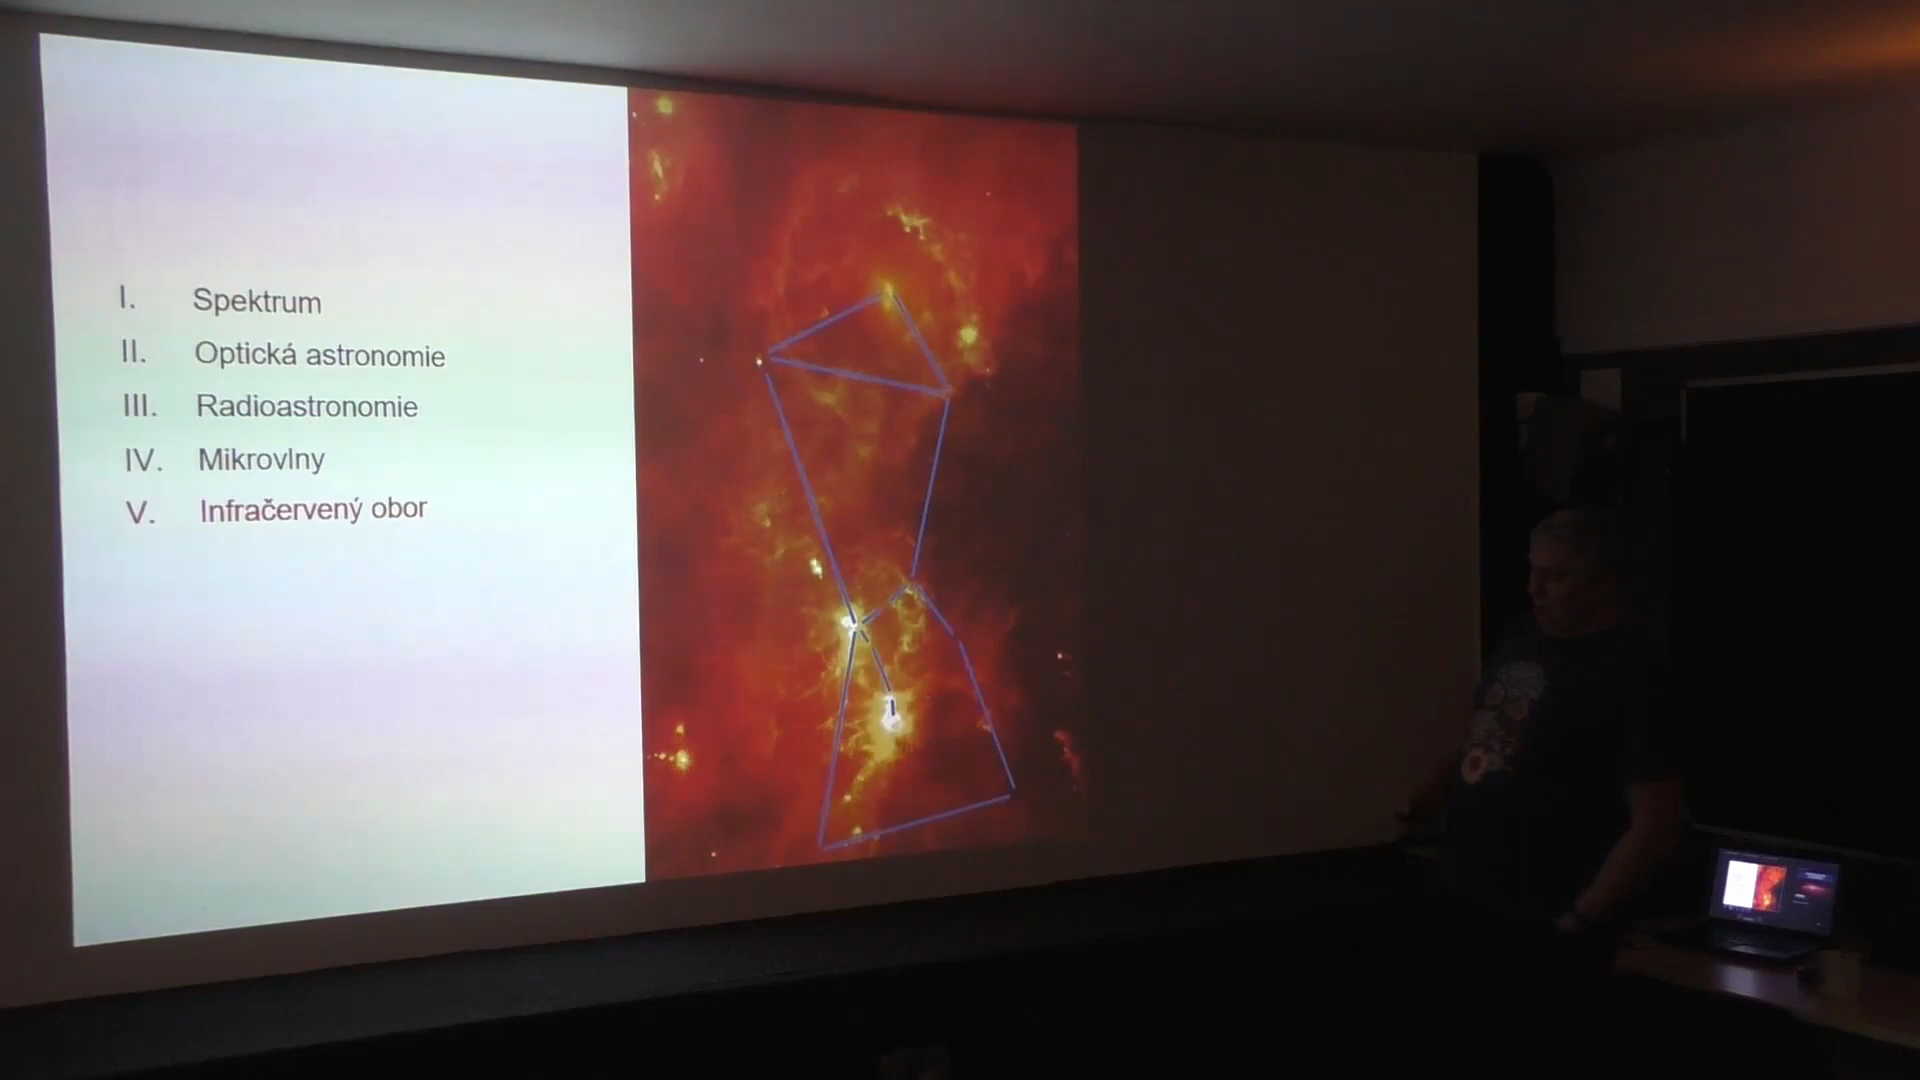 I. Spektrum
II. Optická astronomie
III. Radioastronomie
IV. Mikrovlny
V. Infračervený obor